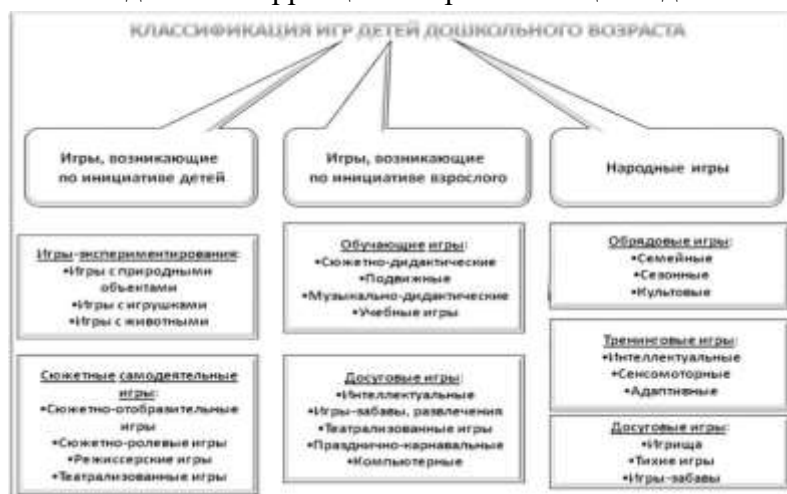 КЛАССИФИКАЦИЯ ИГР ДЕТЕЙ ДОШКОЛЬНОГО ВОЗРАСТА
Игры, возникающие
по инициативе детей
Игры, возникающие
по инициативе взрослого
Народные игры
Игры-экспериментирования:
•Игры с природными
объектами
•Игры с игрушками
•Игры с животными
Сюжетные самодеятельные
игры:
•Сюжетно-отобразительные
игры
•Сюжетно-ролевые игры
•Режиссерские игры
•Театрализованные игры
Обучающие игры:
•Сюжетно-дидактические
•Подвижные
•Музыкально-дидактические
•Учебные игры
Досуговые игры:
•Интеллектуальные
•Игры-забавы, развлечения
•Театрализованные игры
•Празднично-карнавальные
•Компьютерные
Обрядовые игры:
•Семейные
•Сезонные
•Культовые
Тренинговые игры:
•Интеллектуальные
•Сенсомоторные
•Адаптивные
Досуговые игры:
•Игрища
•Тихие игры
•Игры-забавы